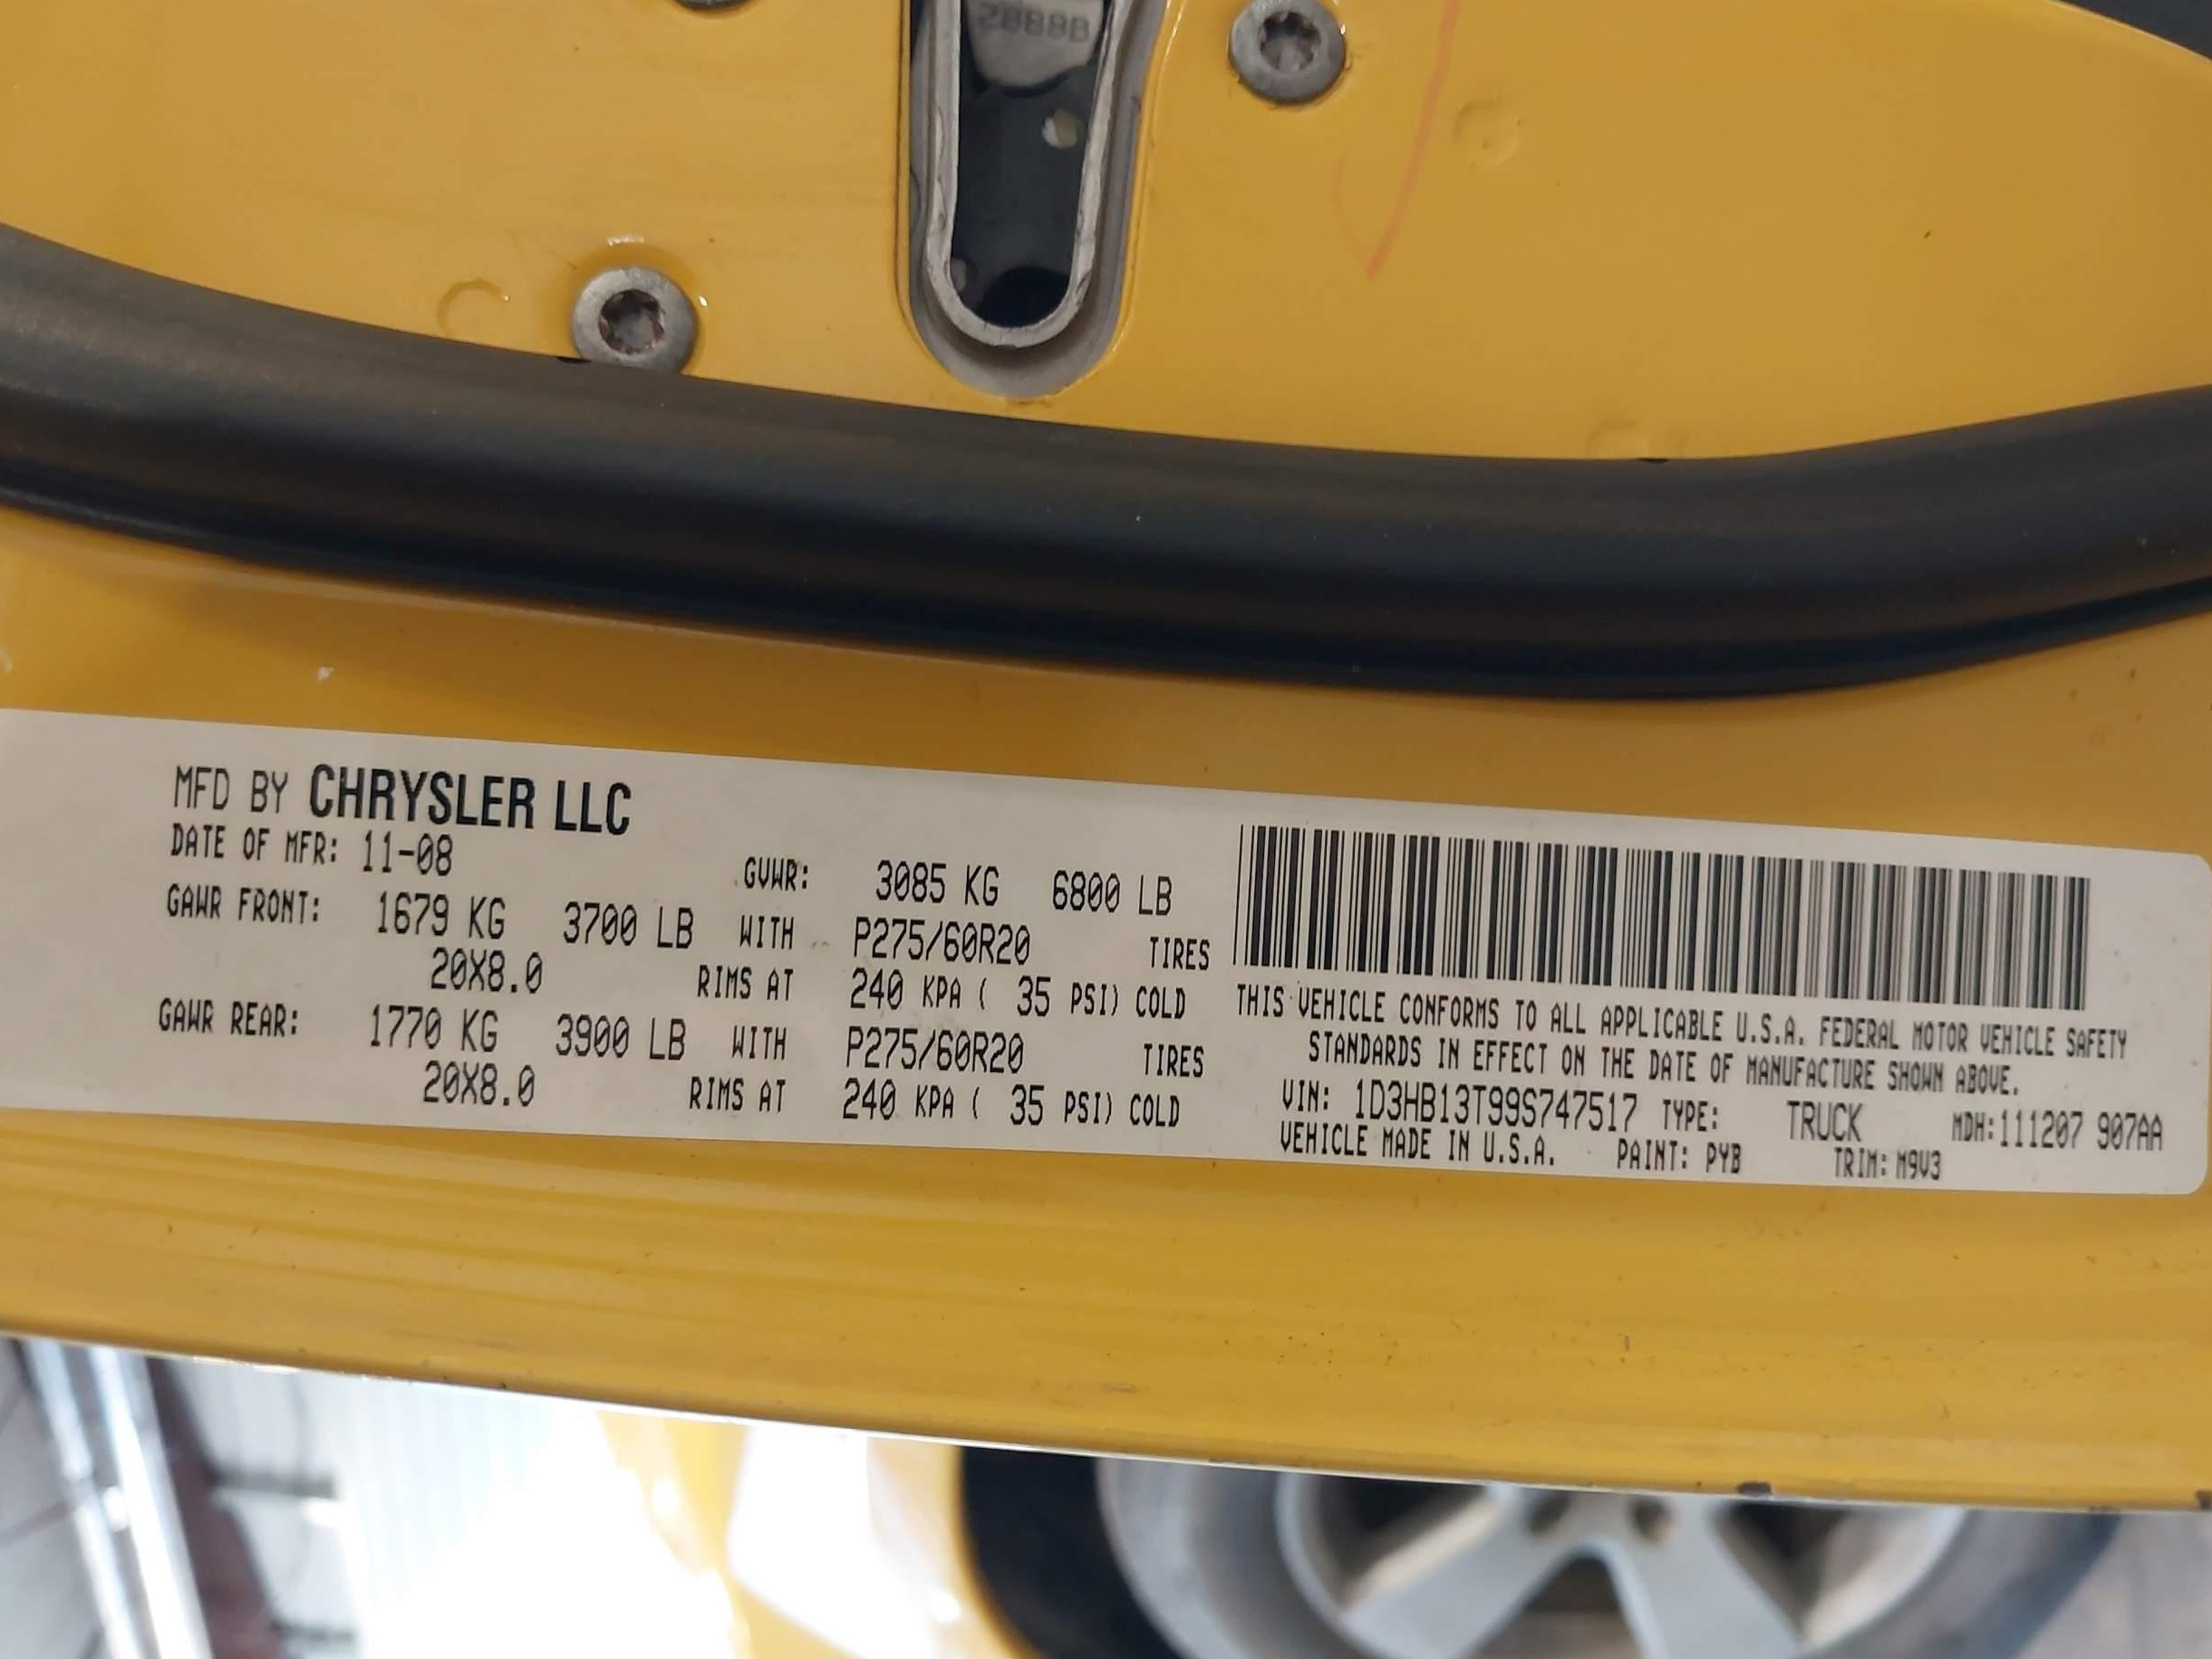 2888B
MFD BY CHRYSLER LLC
DATE OF MFR: 11-08 GVWR: 3085 KG 6800 LB
GAWR FRONT: 1679 KG 3700 LB WITH P275/60R20 TIRES
20X8.0 RIMS AT 240 KPA ( 35 PSI) COLD
GAWR REAR: 1770 KG 3900 LB WITH P275/60R20 TIRES
20X8.0 RIMS AT 240 KPA ( 35 PSI) COLD
THIS VEHICLE CONFORMS TO ALL APPLICABLE U.S.A. FEDERAL MOTOR VEHICLE SAFETY
STANDARDS IN EFFECT ON THE DATE OF MANUFACTURE SHOWN ABOVE.
VIN: 1D3HB13T99S747517 TYPE: TRUCK MDH:111207 907AA
VEHICLE MADE IN U.S.A. PAINT: PYB TRIM: M9V3